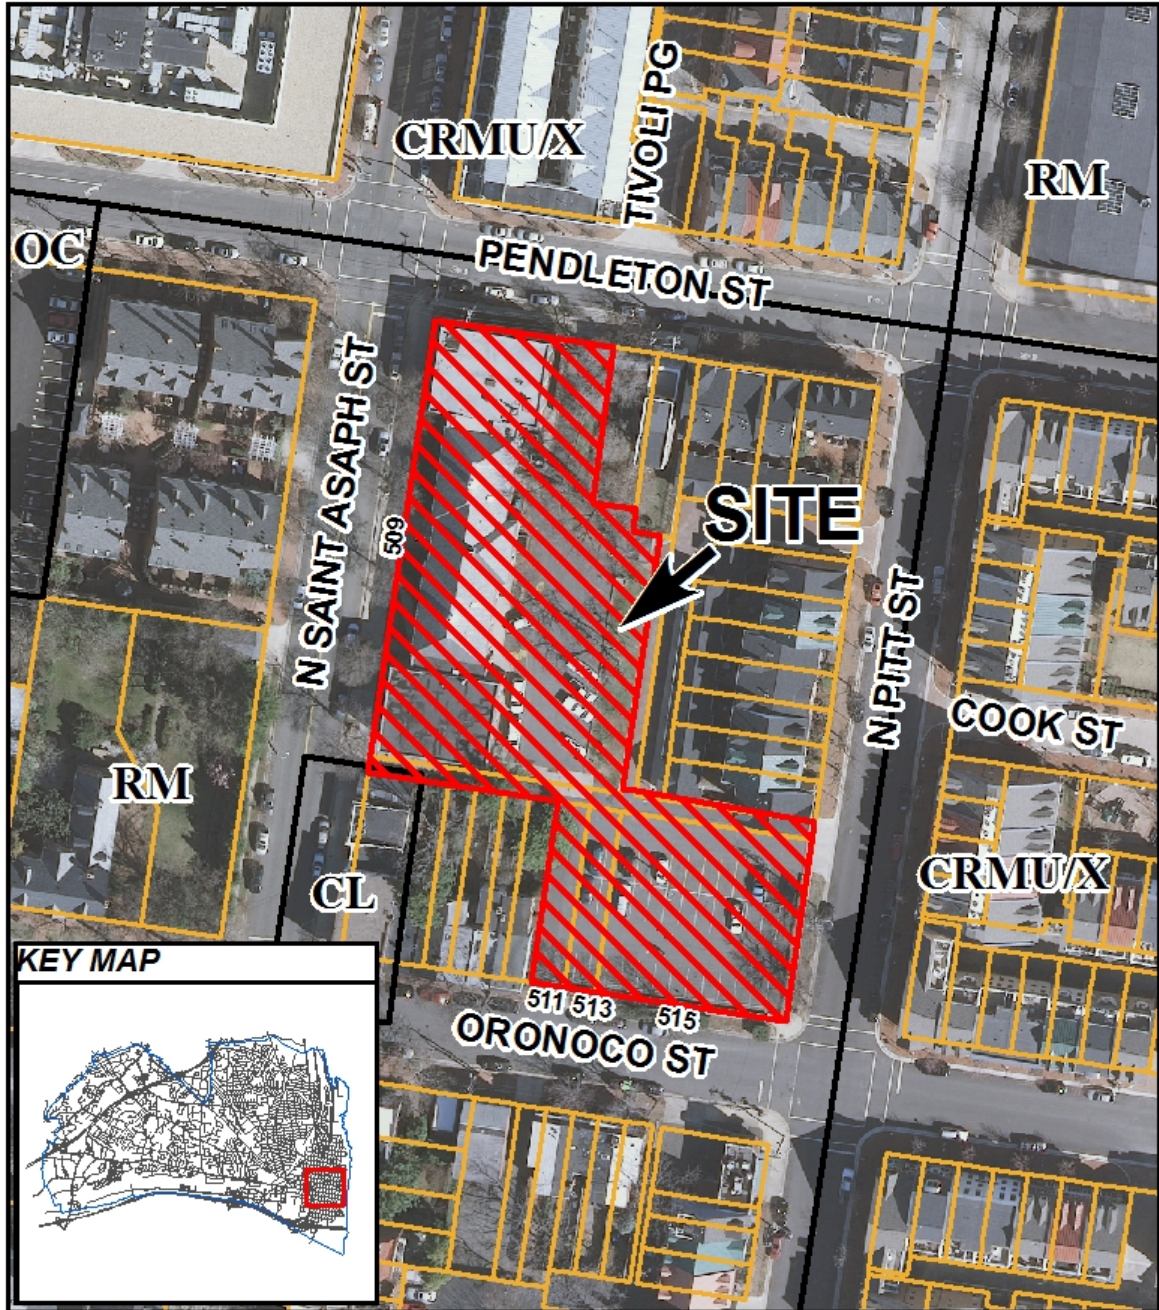 TIVOLI PG
CRMU/X
RM
OC
PENDLETON ST
N SAINT ASAPH ST
509
SITE
N PITT ST
COOK ST
RM
CL
CRMU/X
KEY MAP
511 513 515
ORONOCO ST